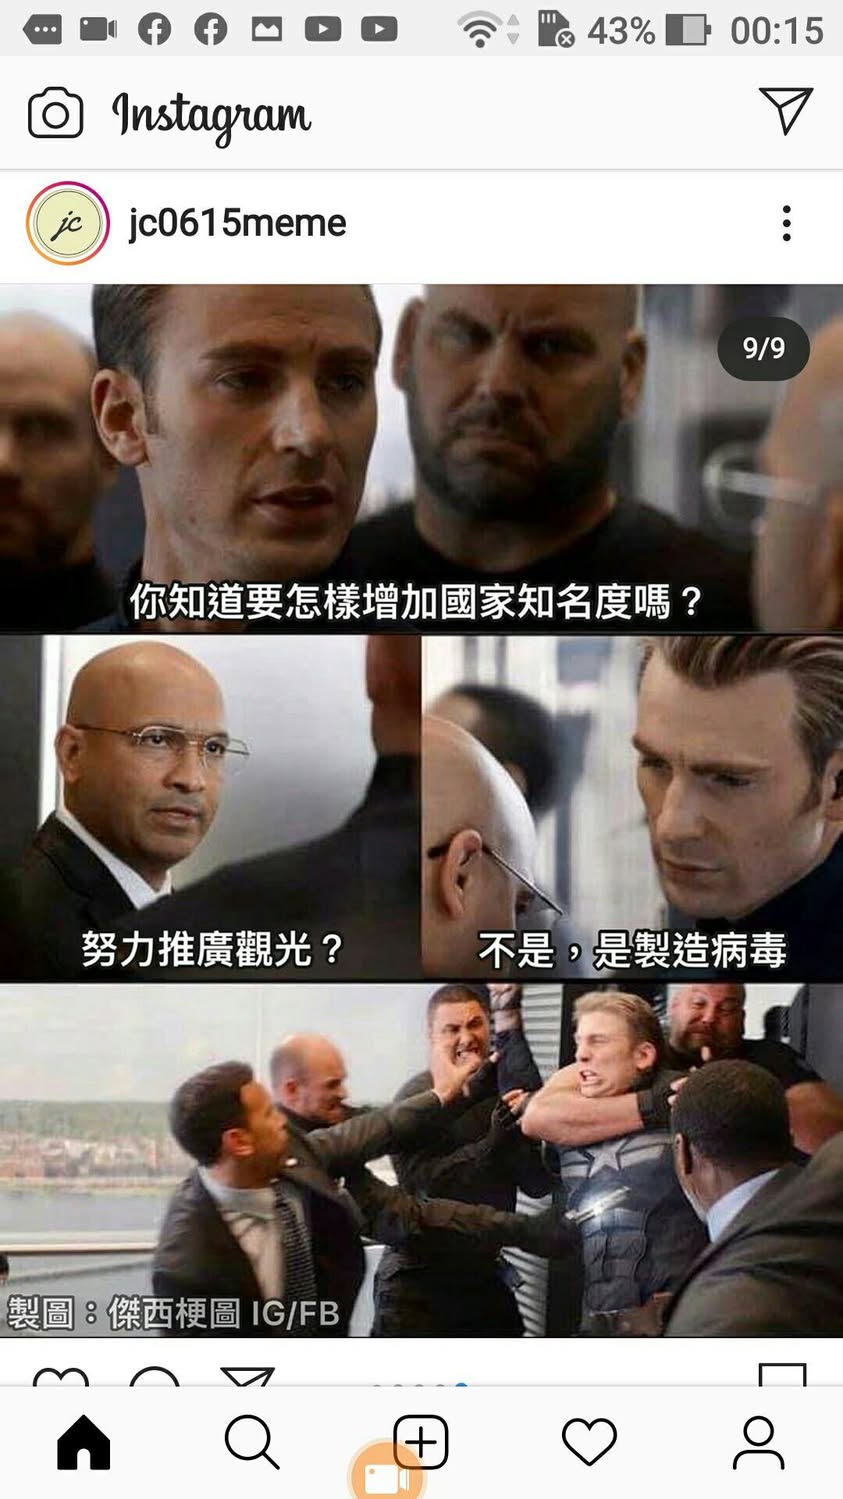 43% 00:15
Instagram
jc jc0615meme
9/9
你知道要怎樣增加國家知名度嗎？
努力推廣觀光？
不是，是製造病毒
製圖：傑西梗圖 IG/FB